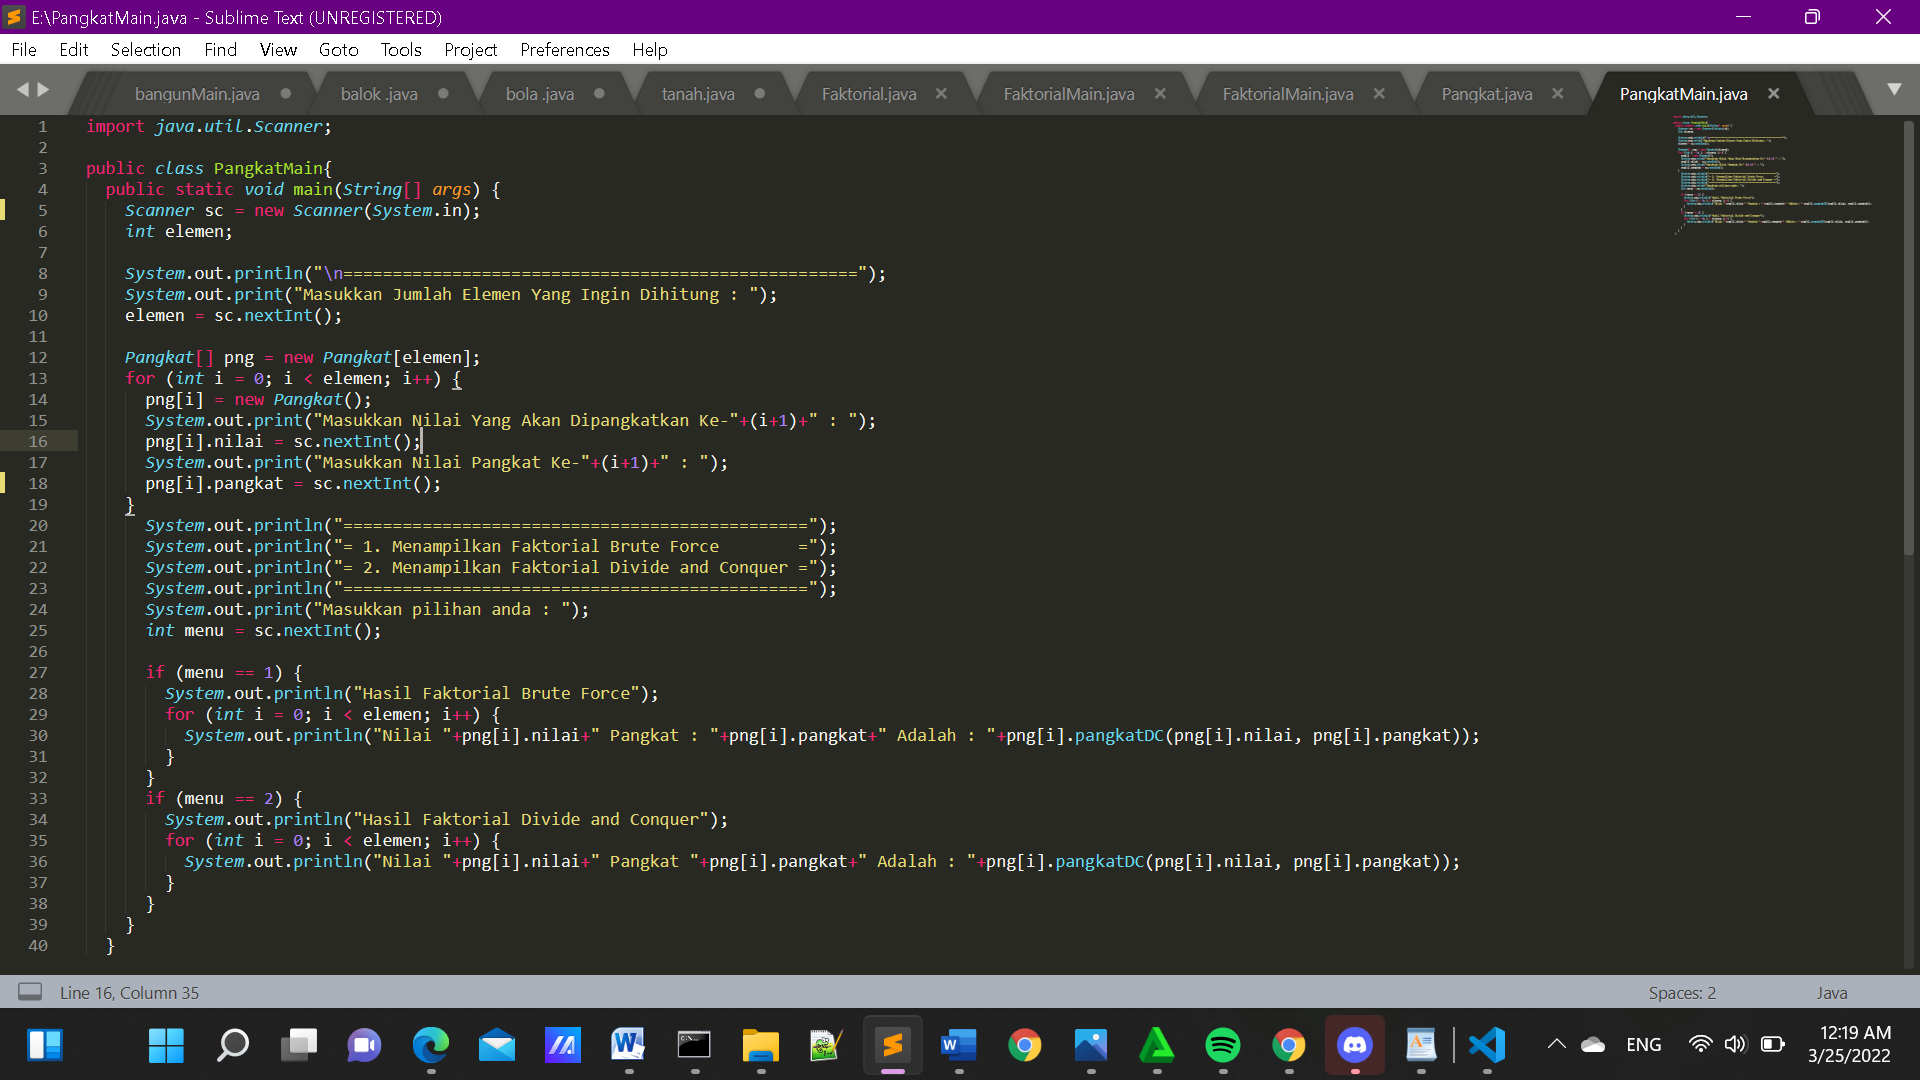 E:\PangkatMain.java - Sublime Text (UNREGISTERED)
File Edit Selection Find View Goto Tools Project Preferences Help
bangunMain.java balok .java bola .java tanah.java Faktorial.java FaktorialMain.java FaktorialMain.java Pangkat.java PangkatMain.java
1 import java.util.Scanner;
2
3 public class PangkatMain{
4 public static void main(String[] args) {
5 Scanner sc = new Scanner(System.in);
6 int elemen;
7
8 System.out.println("\n====================================================");
9 System.out.print("Masukkan Jumlah Elemen Yang Ingin Dihitung : ");
10 elemen = sc.nextInt();
11
12 Pangkat[] png = new Pangkat[elemen];
13 for (int i = 0; i < elemen; i++) {
14 png[i] = new Pangkat();
15 System.out.print("Masukkan Nilai Yang Akan Dipangkatkan Ke-"+(i+1)+" : ");
16 png[i].nilai = sc.nextInt();
17 System.out.print("Masukkan Nilai Pangkat Ke-"+(i+1)+" : ");
18 png[i].pangkat = sc.nextInt();
19 }
20 System.out.println("===============================================");
21 System.out.println("= 1. Menampilkan Faktorial Brute Force        =");
22 System.out.println("= 2. Menampilkan Faktorial Divide and Conquer =");
23 System.out.println("===============================================");
24 System.out.print("Masukkan pilihan anda : ");
25 int menu = sc.nextInt();
26
27 if (menu == 1) {
28 System.out.println("Hasil Faktorial Brute Force");
29 for (int i = 0; i < elemen; i++) {
30 System.out.println("Nilai "+png[i].nilai+" Pangkat : "+png[i].pangkat+" Adalah : "+png[i].pangkatDC(png[i].nilai, png[i].pangkat));
31 }
32 }
33 if (menu == 2) {
34 System.out.println("Hasil Faktorial Divide and Conquer");
35 for (int i = 0; i < elemen; i++) {
36 System.out.println("Nilai "+png[i].nilai+" Pangkat "+png[i].pangkat+" Adalah : "+png[i].pangkatDC(png[i].nilai, png[i].pangkat));
37 }
38 }
39 }
40 }
Line 16, Column 35 Spaces: 2 Java
ENG 12:19 AM
3/25/2022